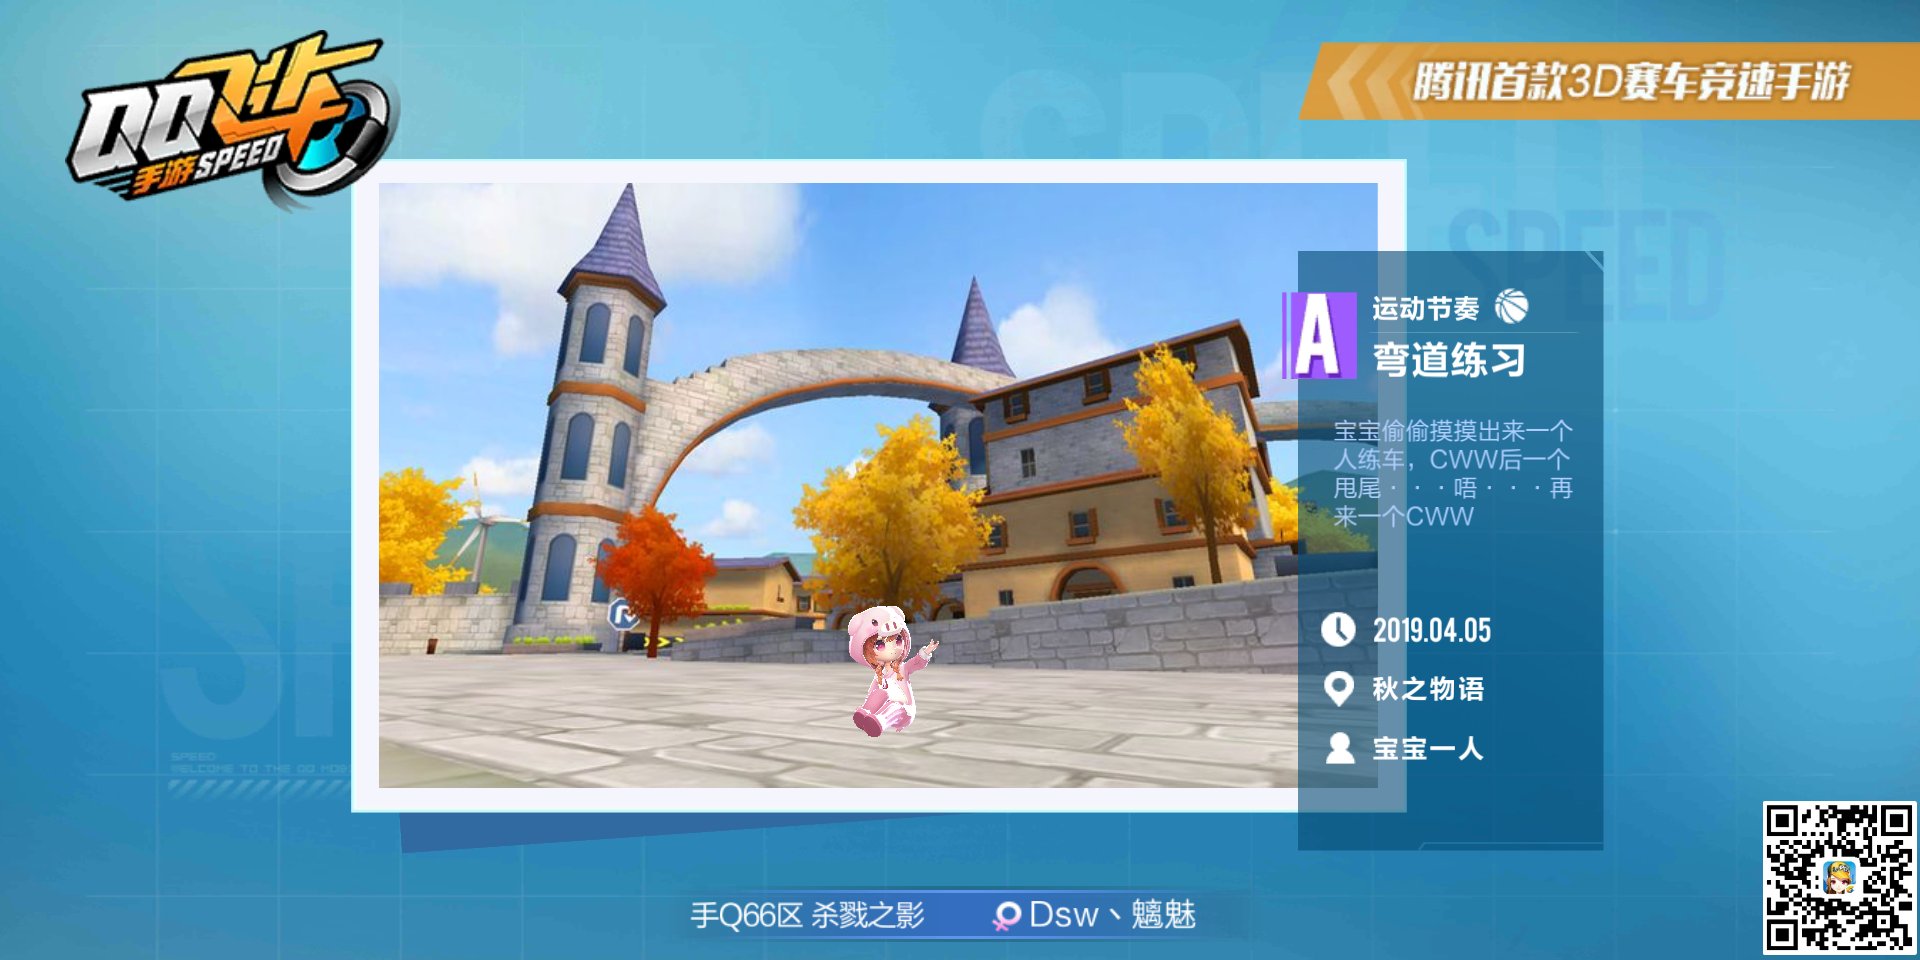 QQ飞车
手游SPEED
腾讯首款3D赛车竞速手游
SPEED
A
运动节奏
弯道练习
宝宝偷偷摸摸出来一个
人练车，CWW后一个
甩尾···唔···再
来一个CWW
2019.04.05
秋之物语
宝宝一人
SPEED
手Q66区 杀戮之影
Dsw丶魑魅